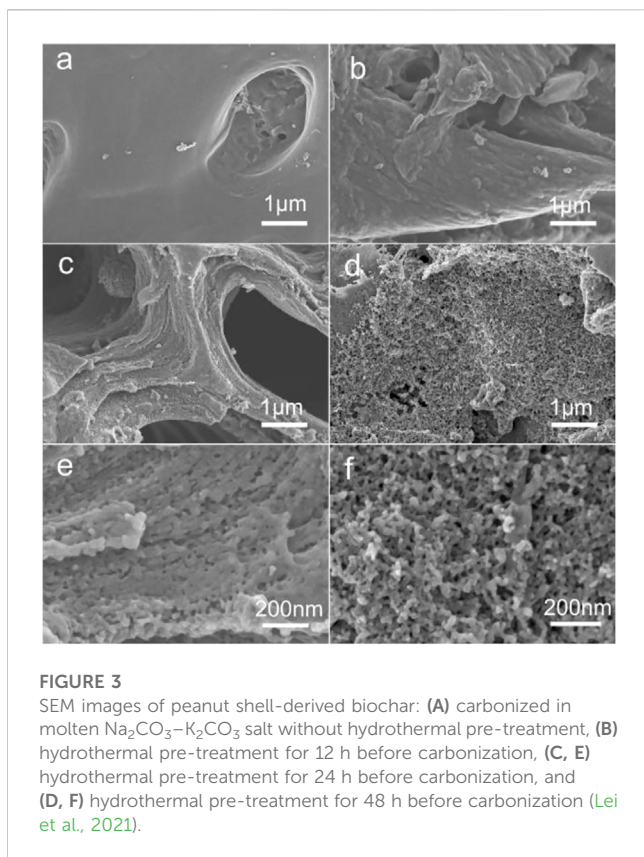 a
b
1μm
1μm
c
d
1μm
1μm
e
f
200nm
200nm
FIGURE 3
SEM images of peanut shell-derived biochar: (A) carbonized in
molten Na₂CO₃–K₂CO₃ salt without hydrothermal pre-treatment, (B)
hydrothermal pre-treatment for 12 h before carbonization, (C, E)
hydrothermal pre-treatment for 24 h before carbonization, and
(D, F) hydrothermal pre-treatment for 48 h before carbonization (Lei
et al., 2021).